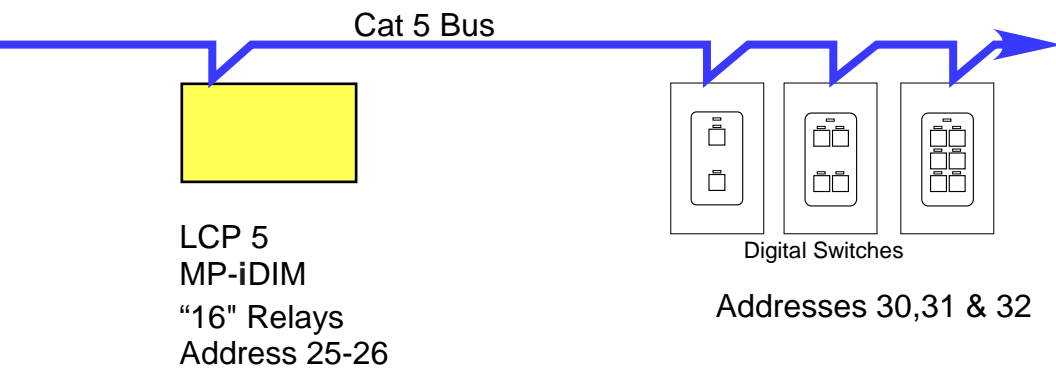 Cat 5 Bus
LCP 5
MP-iDIM
“16" Relays
Address 25-26
Digital Switches
Addresses 30,31 & 32